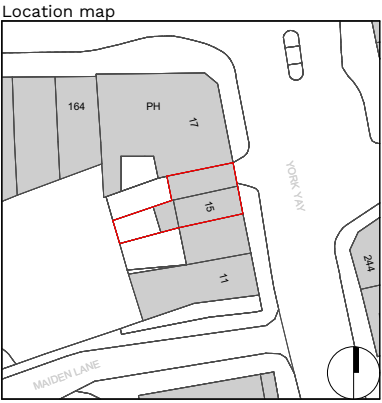 Location map
164
PH
17
YORK YAY
15
244
11
MAIDEN LANE